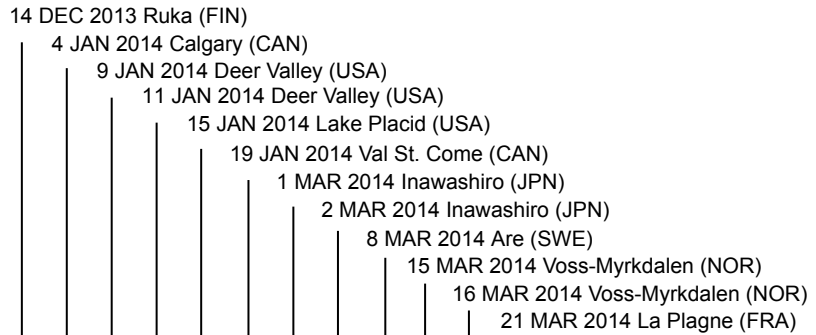 14 DEC 2013 Ruka (FIN)
4 JAN 2014 Calgary (CAN)
9 JAN 2014 Deer Valley (USA)
11 JAN 2014 Deer Valley (USA)
15 JAN 2014 Lake Placid (USA)
19 JAN 2014 Val St. Come (CAN)
1 MAR 2014 Inawashiro (JPN)
2 MAR 2014 Inawashiro (JPN)
8 MAR 2014 Are (SWE)
15 MAR 2014 Voss-Myrkdalen (NOR)
16 MAR 2014 Voss-Myrkdalen (NOR)
21 MAR 2014 La Plagne (FRA)